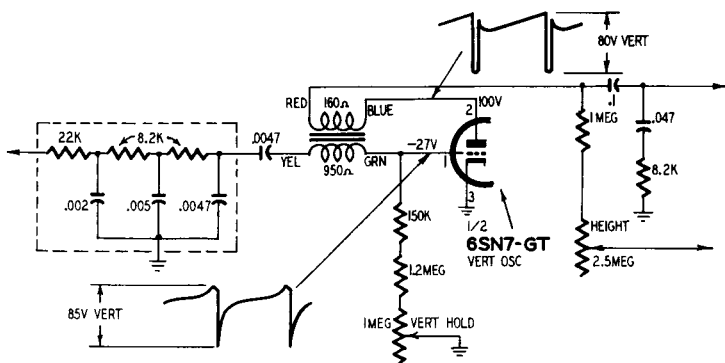 80V VERT
RED
160Ω
BLUE
2
100V
.1
1 MEG
.047
22K
8.2K
.0047
YEL
950Ω
GRN
-27V
1
3
8.2K
.002
.005
.0047
150K
1/2
6SN7-GT
VERT OSC
HEIGHT
2.5MEG
1.2MEG
85V VERT
1MEG
VERT HOLD